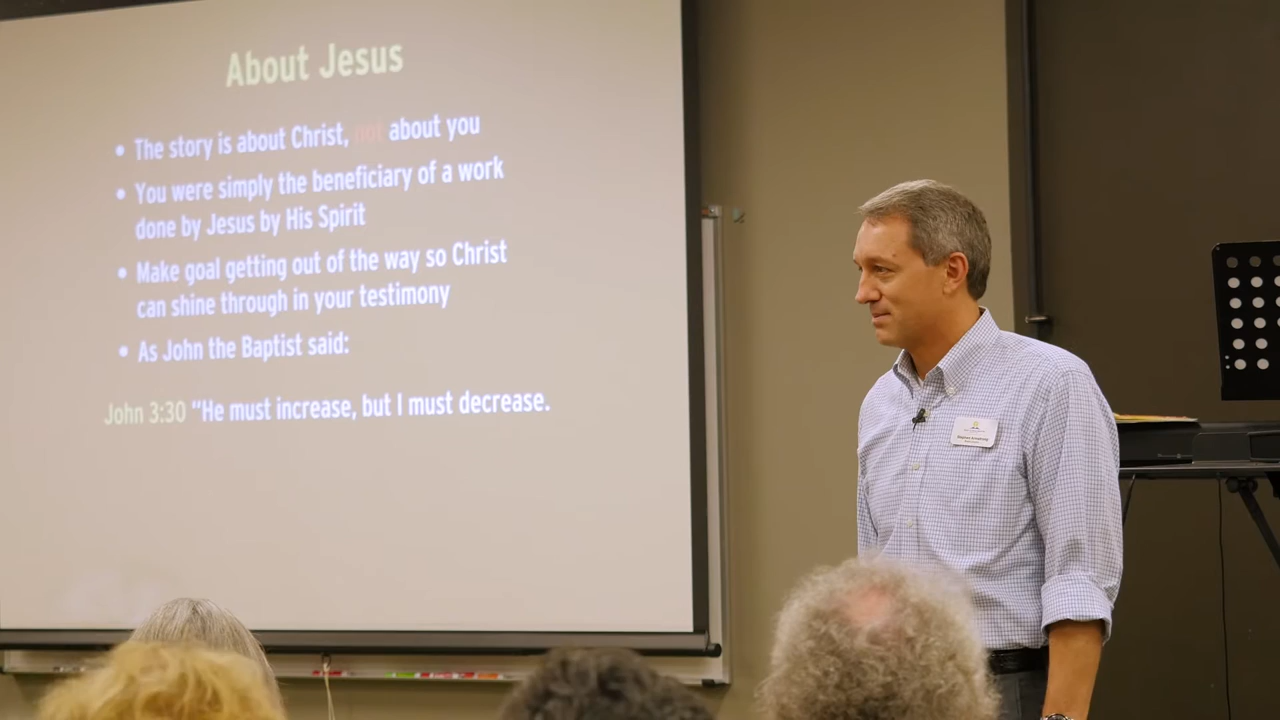 About Jesus
• The story is about Christ, not about you
• You were simply the beneficiary of a work
done by Jesus by His Spirit
• Make goal getting out of the way so Christ
can shine through in your testimony
• As John the Baptist said:
John 3:30 “He must increase, but I must decrease.
Stephen Armstrong